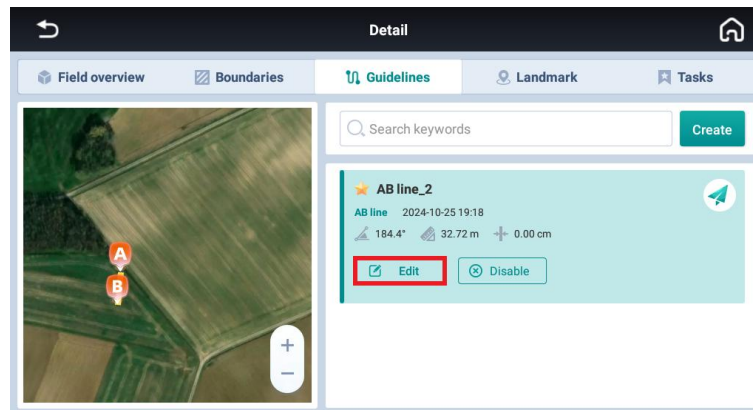 Detail
Field overview
Boundaries
Guidelines
Landmark
Tasks
Search keywords
Create
AB line_2
AB line 2024-10-25 19:18
184.4° 32.72 m 0.00 cm
Edit
Disable
A
B
+
−